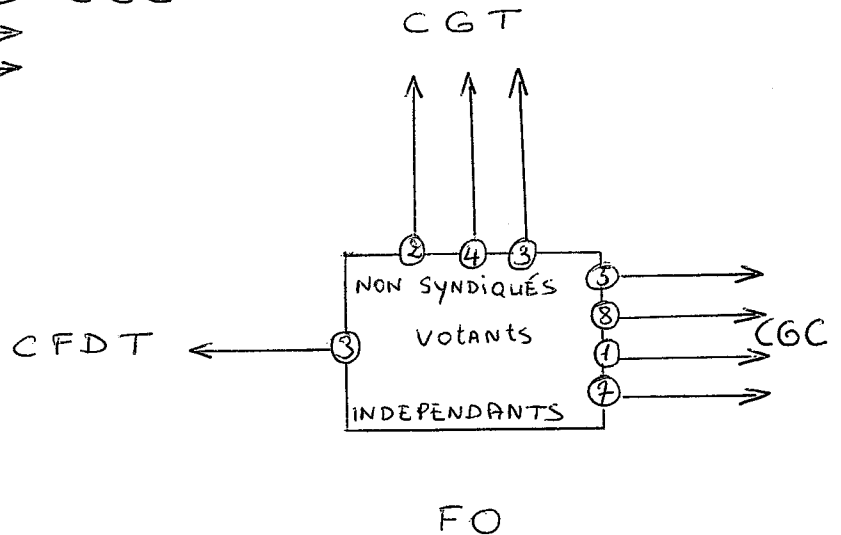 CGT
2 4 3
NON SYNDIQUÉS
5
VOTANTS
8
CFDT
3
CGC
1
INDEPENDANTS
7
FO